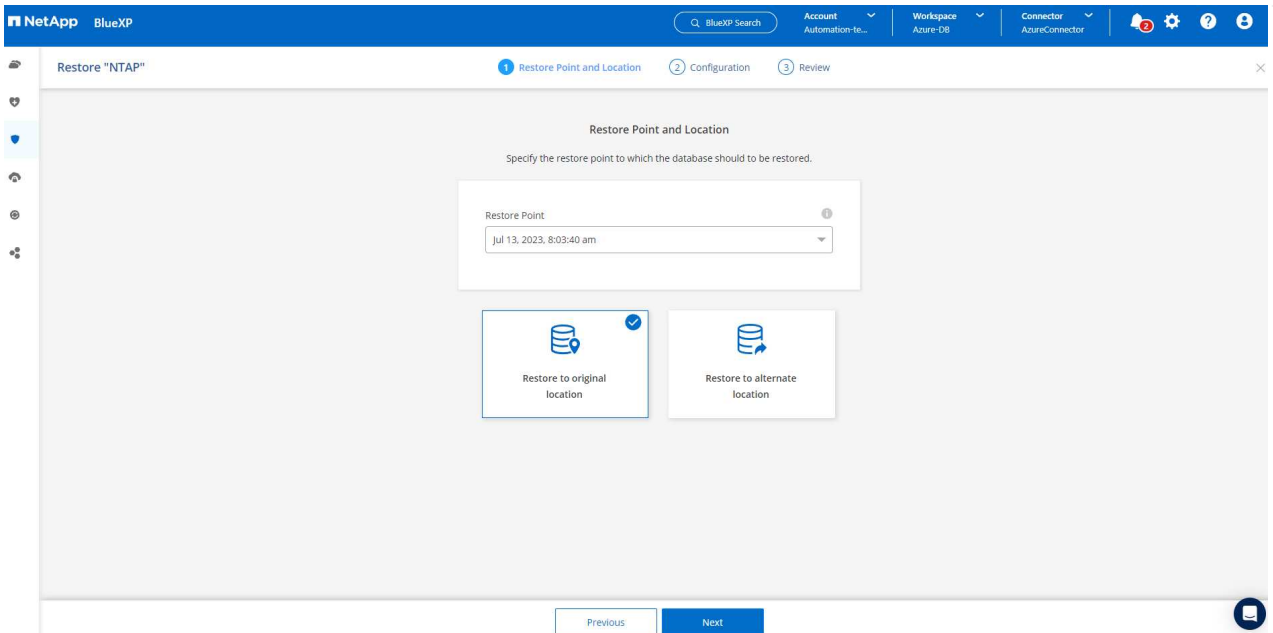 NetApp BlueXP
BlueXP Search
Account
Automation-te...
Workspace
Azure-DB
Connector
AzureConnector
2
Restore "NTAP"
1 Restore Point and Location
2 Configuration
3 Review
Restore Point and Location
Specify the restore point to which the database should to be restored.
Restore Point
Jul 13, 2023, 8:03:40 am
Restore to original
location
Restore to alternate
location
Previous
Next